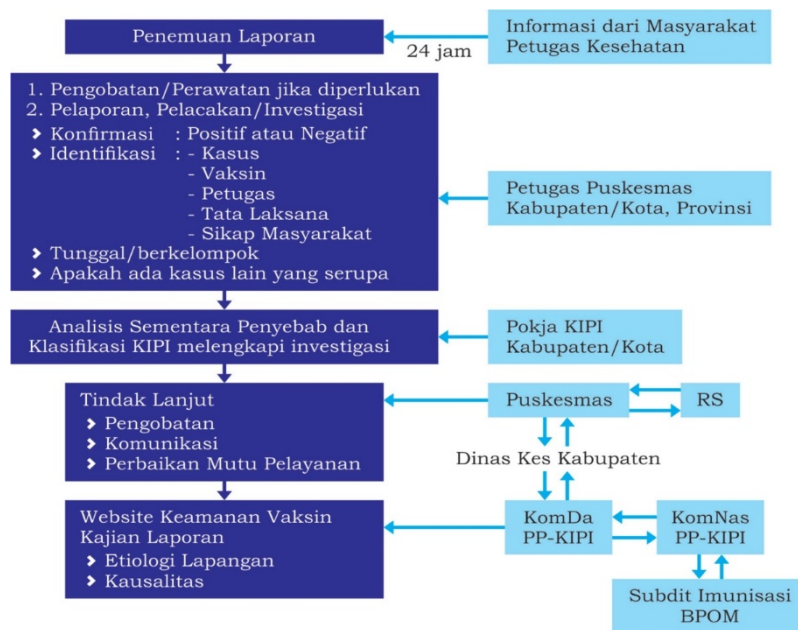 Penemuan Laporan
24 jam
Informasi dari Masyarakat
Petugas Kesehatan
1. Pengobatan/Perawatan jika diperlukan
2. Pelaporan, Pelacakan/Investigasi
Konfirmasi : Positif atau Negatif
Identifikasi : - Kasus
- Vaksin
- Petugas
- Tata Laksana
- Sikap Masyarakat
Tunggal/berkelompok
Apakah ada kasus lain yang serupa
Petugas Puskesmas
Kabupaten/Kota, Provinsi
Analisis Sementara Penyebab dan
Klasifikasi KIPI melengkapi investigasi
Pokja KIPI
Kabupaten/Kota
Tindak Lanjut
Pengobatan
Komunikasi
Perbaikan Mutu Pelayanan
Puskesmas
RS
Dinas Kes Kabupaten
Website Keamanan Vaksin
Kajian Laporan
Etiologi Lapangan
Kausalitas
KomDa
PP-KIPI
KomNas
PP-KIPI
Subdit Imunisasi
BPOM